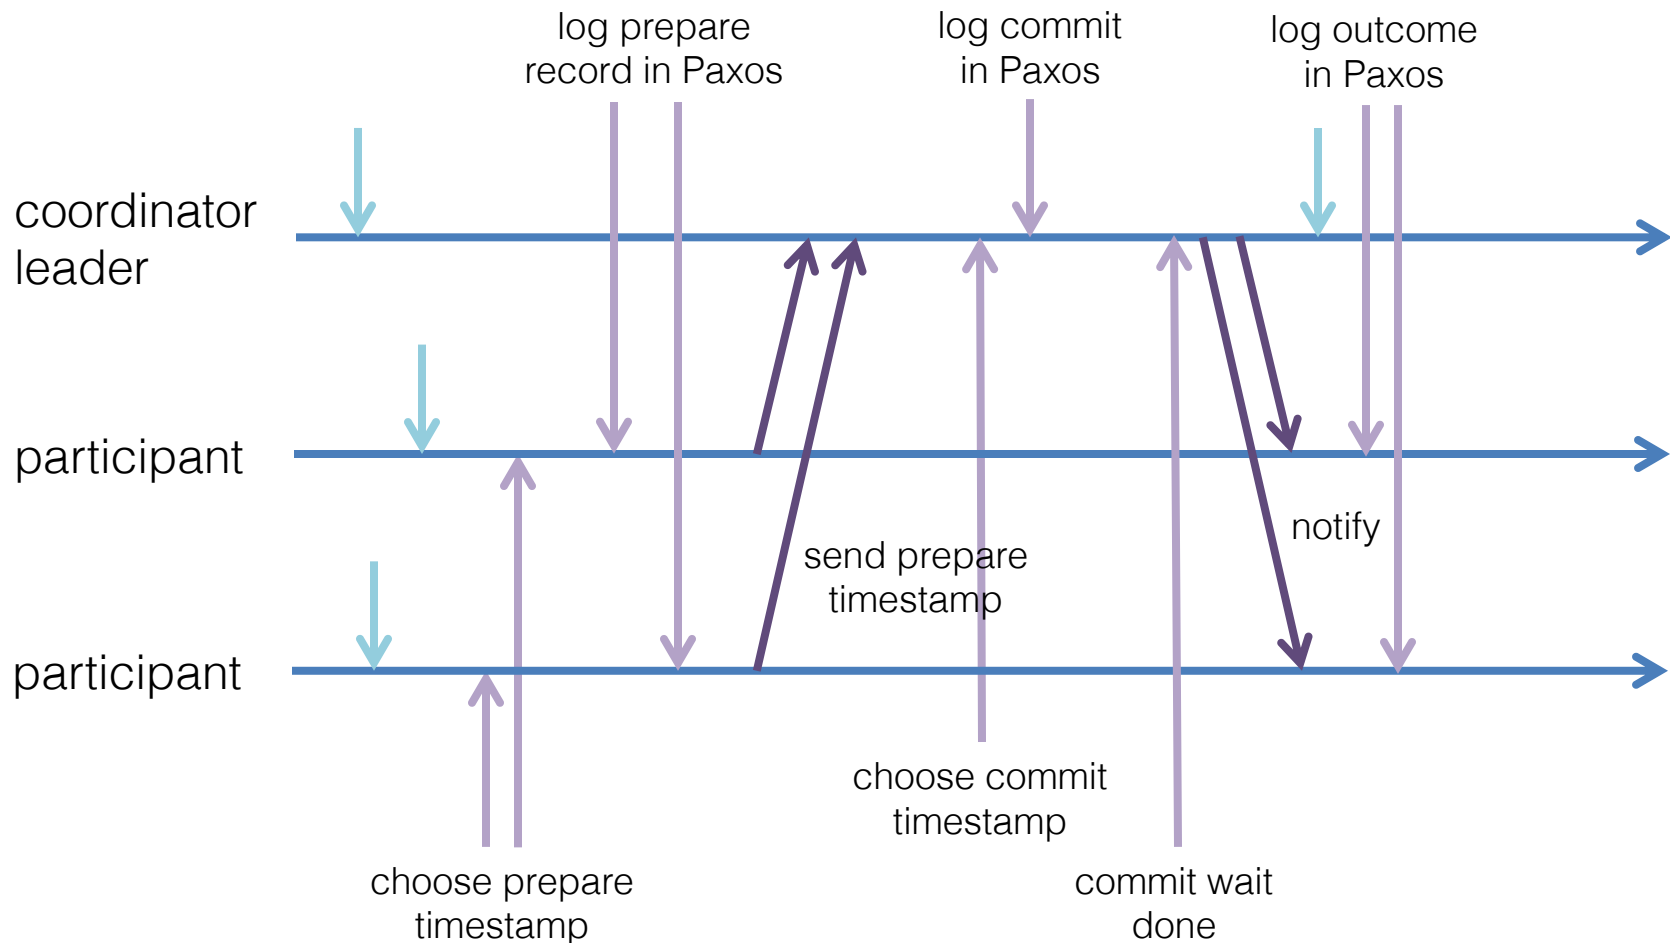 log prepare
record in Paxos
log commit
in Paxos
log outcome
in Paxos
coordinator
leader
participant
notify
send prepare
timestamp
participant
choose commit
timestamp
choose prepare
timestamp
commit wait
done